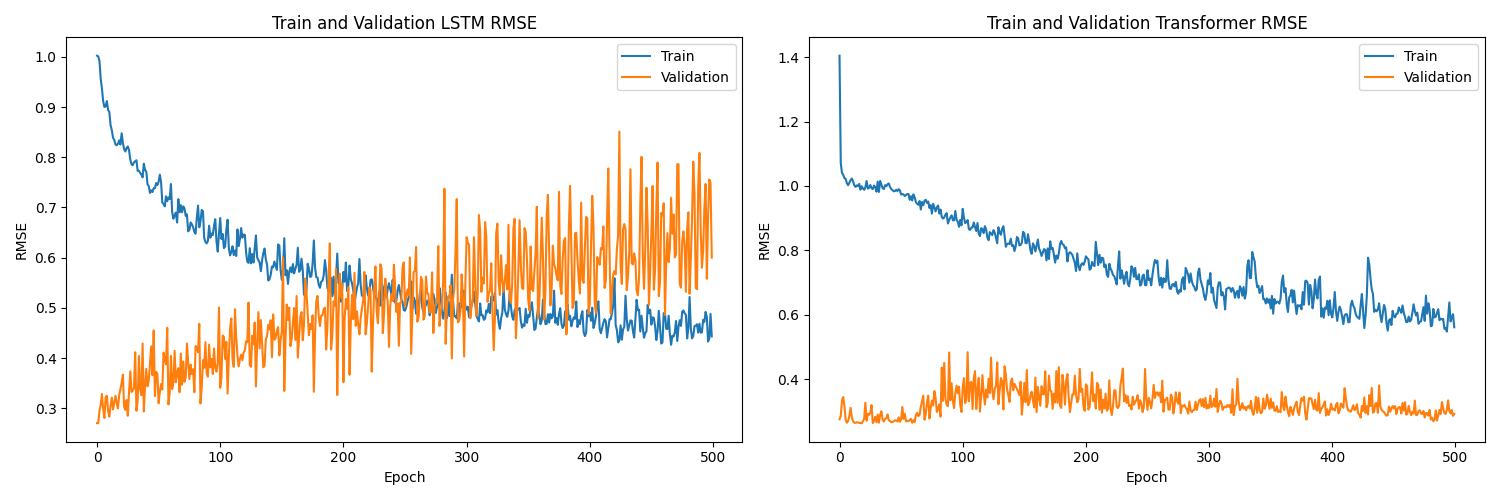 Train and Validation LSTM RMSE
RMSE
1.0
0.9
0.8
0.7
0.6
0.5
0.4
0.3
0
100
200
300
400
500
Epoch
Train
Validation
Train and Validation Transformer RMSE
RMSE
1.4
1.2
1.0
0.8
0.6
0.4
0
100
200
300
400
500
Epoch
Train
Validation